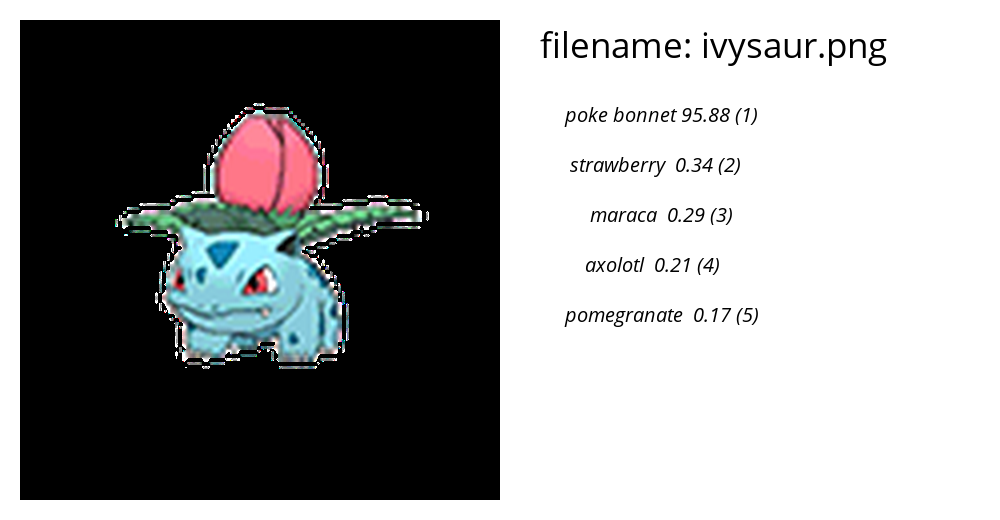 filename: ivysaur.png
poke bonnet 95.88 (1)
strawberry 0.34 (2)
maraca 0.29 (3)
axolotl 0.21 (4)
pomegranate 0.17 (5)